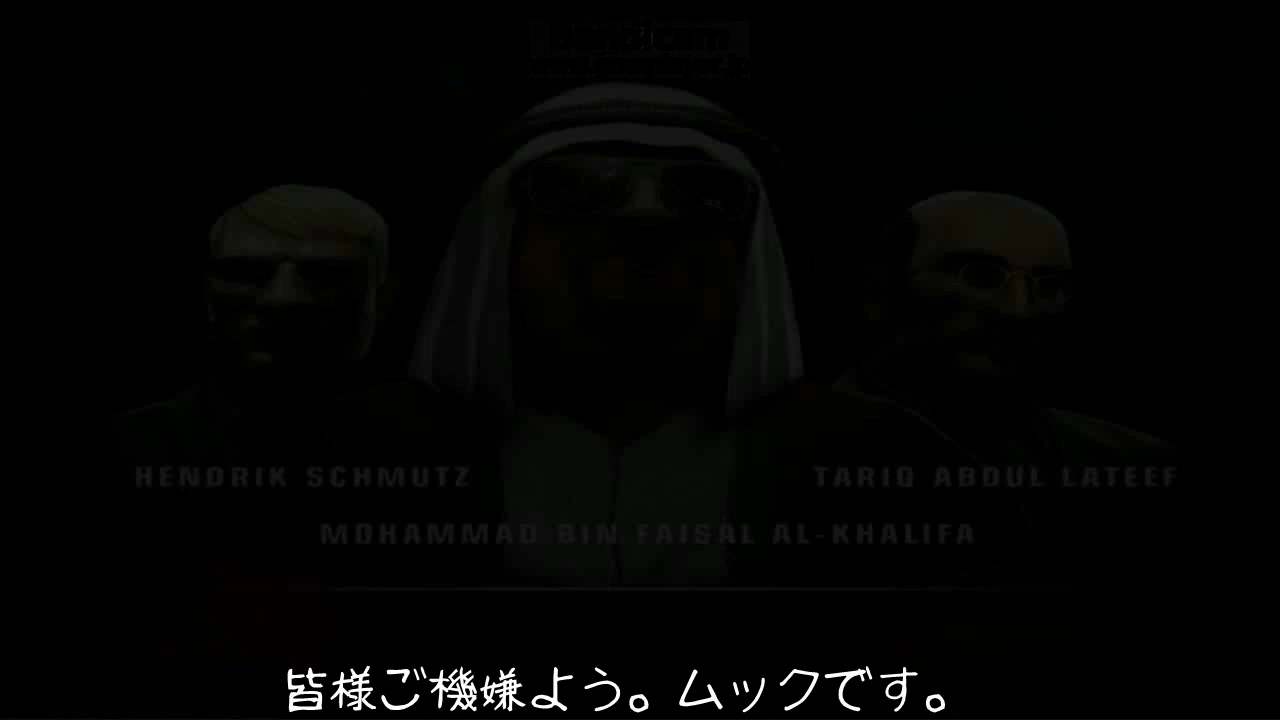 Bandicam
HENDRIK SCHMUTZ
TARIQ ABDUL LATEEF
MOHAMMAD BIN FAISAL AL-KHALIFA
皆様ご機嫌よう。ムックです。